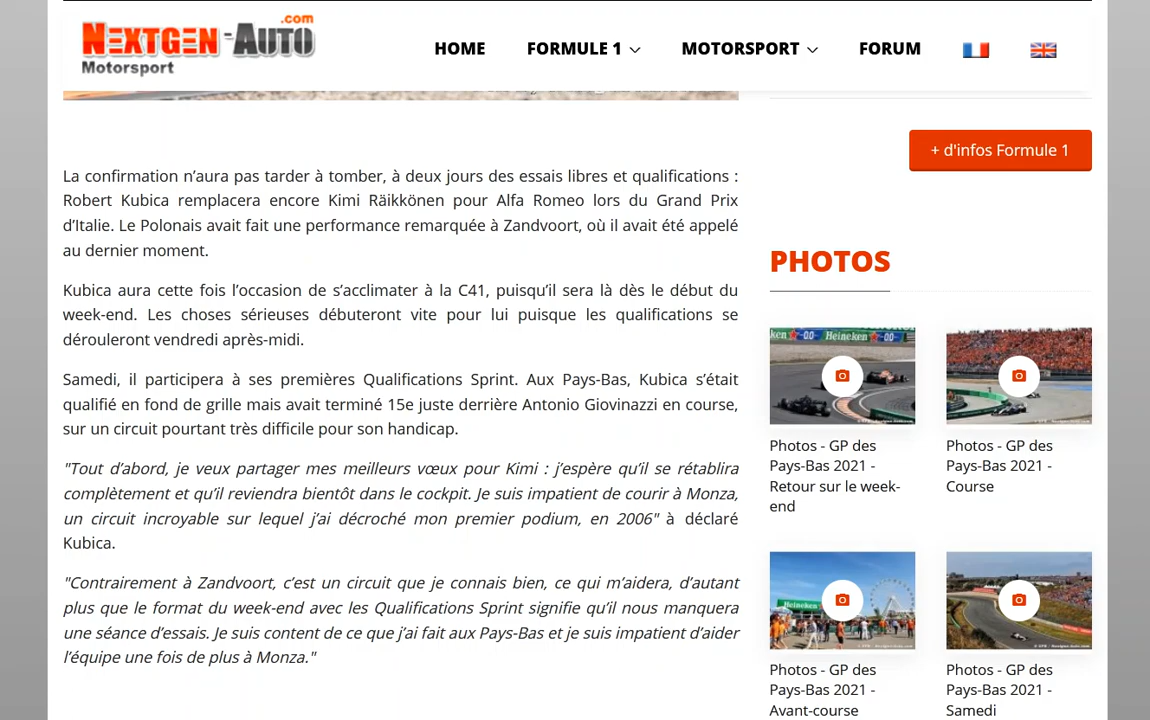 NEXTGEN-AUTO.com
Motorsport
HOME
FORMULE 1
MOTORSPORT
FORUM
+ d'infos Formule 1
La confirmation n’aura pas tarder à tomber, à deux jours des essais libres et qualifications :
Robert Kubica remplacera encore Kimi Räikkönen pour Alfa Romeo lors du Grand Prix
d’Italie. Le Polonais avait fait une performance remarquée à Zandvoort, où il avait été appelé
au dernier moment.
Kubica aura cette fois l’occasion de s’acclimater à la C41, puisqu’il sera là dès le début du
week-end. Les choses sérieuses débuteront vite pour lui puisque les qualifications se
dérouleront vendredi après-midi.
Samedi, il participera à ses premières Qualifications Sprint. Aux Pays-Bas, Kubica s’était
qualifié en fond de grille mais avait terminé 15e juste derrière Antonio Giovinazzi en course,
sur un circuit pourtant très difficile pour son handicap.
"Tout d’abord, je veux partager mes meilleurs vœux pour Kimi : j’espère qu’il se rétablira
complètement et qu’il reviendra bientôt dans le cockpit. Je suis impatient de courir à Monza,
un circuit incroyable sur lequel j’ai décroché mon premier podium, en 2006" à déclaré
Kubica.
"Contrairement à Zandvoort, c’est un circuit que je connais bien, ce qui m’aidera, d’autant
plus que le format du week-end avec les Qualifications Sprint signifie qu’il nous manquera
une séance d’essais. Je suis content de ce que j’ai fait aux Pays-Bas et je suis impatient d’aider
l’équipe une fois de plus à Monza."
PHOTOS
Heineken
Photos - GP des
Pays-Bas 2021 -
Retour sur le week-
end
Photos - GP des
Pays-Bas 2021 -
Course
Heineken
Photos - GP des
Pays-Bas 2021 -
Avant-course
Photos - GP des
Pays-Bas 2021 -
Samedi